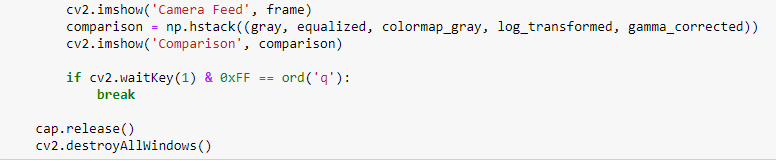 cv2.imshow('Camera Feed', frame)
comparison = np.hstack((gray, equalized, colormap_gray, log_transformed, gamma_corrected))
cv2.imshow('Comparison', comparison)
if cv2.waitKey(1) & 0xFF == ord('q'):
break
cap.release()
cv2.destroyAllWindows()